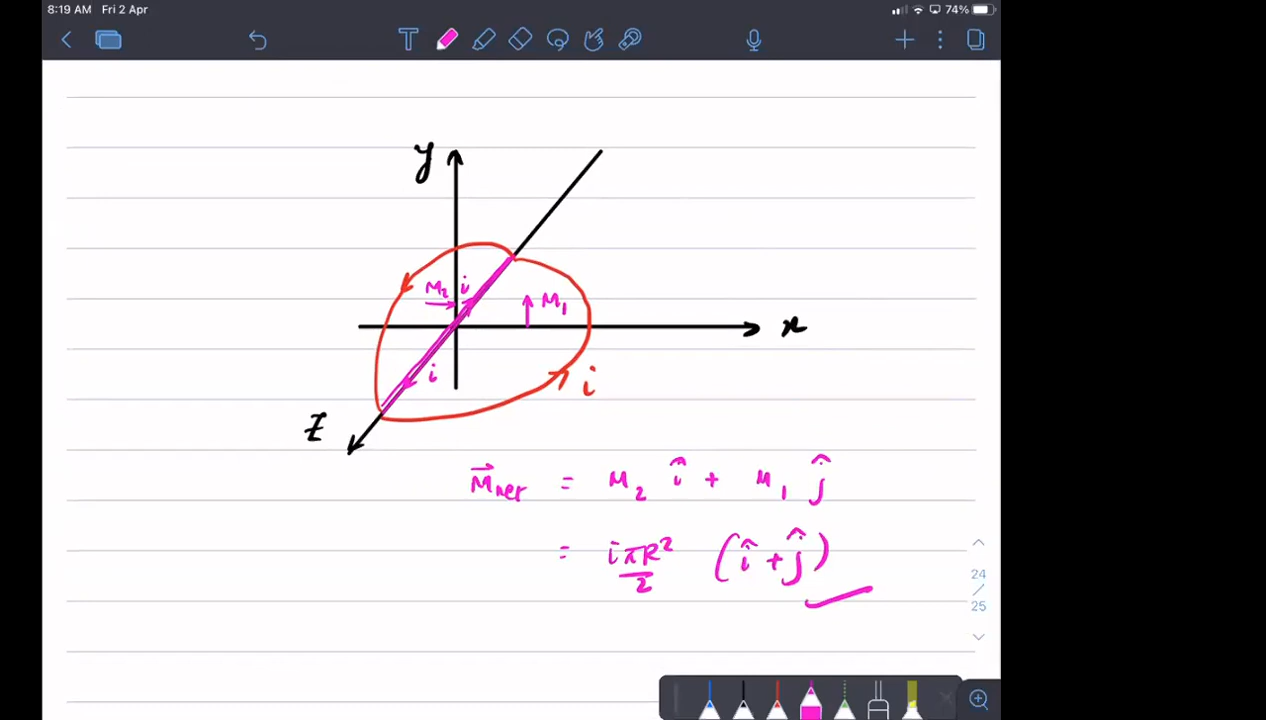 8:19 AM Fri 2 Apr
74%
T
y
M₂ i
M₁
x
i
i
Z
M⃗net = M₂ î + M₁ ĵ
= iπR²/2 (î + ĵ)
24
/
25